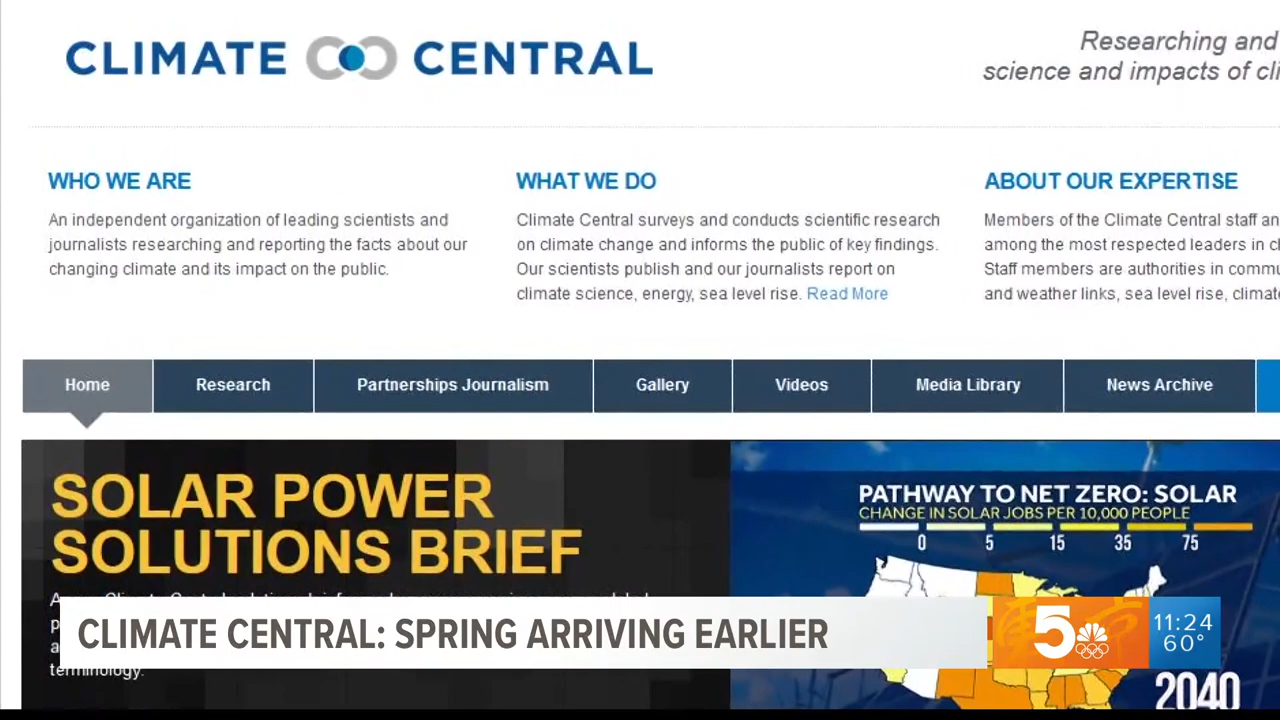 CLIMATE CENTRAL
Researching and
science and impacts of cli
WHO WE ARE
An independent organization of leading scientists and
journalists researching and reporting the facts about our
changing climate and its impact on the public.
WHAT WE DO
Climate Central surveys and conducts scientific research
on climate change and informs the public of key findings.
Our scientists publish and our journalists report on
climate science, energy, sea level rise. Read More
ABOUT OUR EXPERTISE
Members of the Climate Central staff an
among the most respected leaders in cl
Staff members are authorities in commu
and weather links, sea level rise, climate
Home Research Partnerships Journalism Gallery Videos Media Library News Archive
SOLAR POWER
SOLUTIONS BRIEF
terminology.
PATHWAY TO NET ZERO: SOLAR
CHANGE IN SOLAR JOBS PER 10,000 PEOPLE
0 5 15 35 75
2040
CLIMATE CENTRAL: SPRING ARRIVING EARLIER
5
11:24
60°